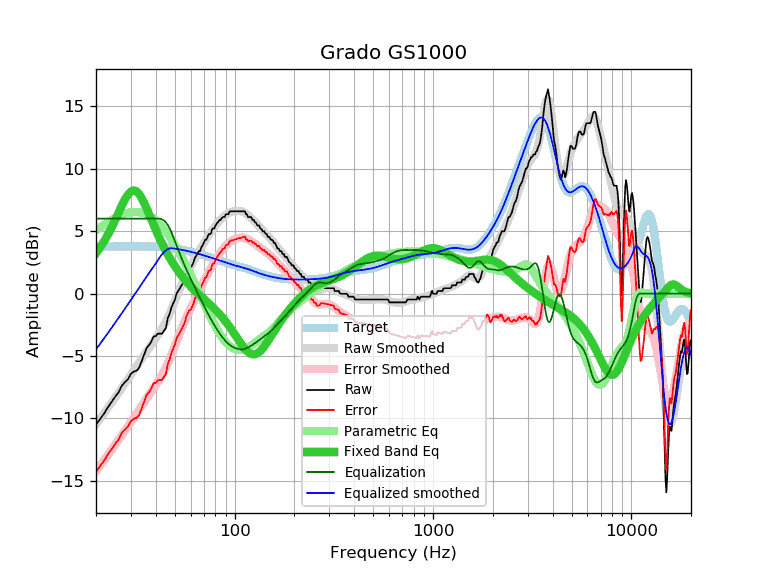 Grado GS1000
Amplitude (dBr)
15
10
5
0
−5
−10
−15
Target
Raw Smoothed
Error Smoothed
Raw
Error
Parametric Eq
Fixed Band Eq
Equalization
Equalized smoothed
100
1000
10000
Frequency (Hz)